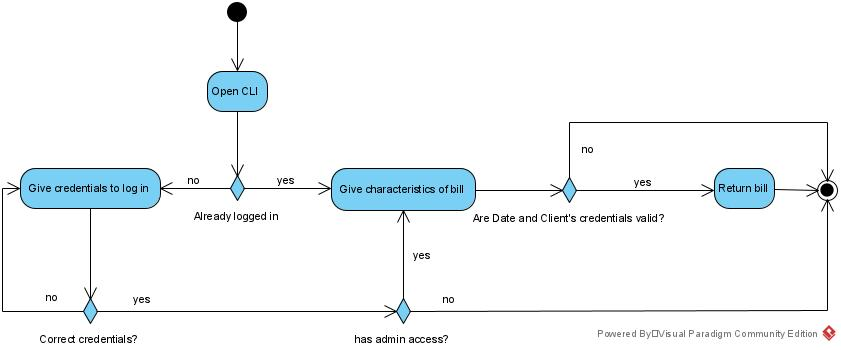 Open CLI
no
Give credentials to log in
no
yes
Give characteristics of bill
yes
Return bill
Already logged in
Are Date and Client's credentials valid?
yes
no
yes
no
Correct credentials?
has admin access?
Powered By□Visual Paradigm Community Edition